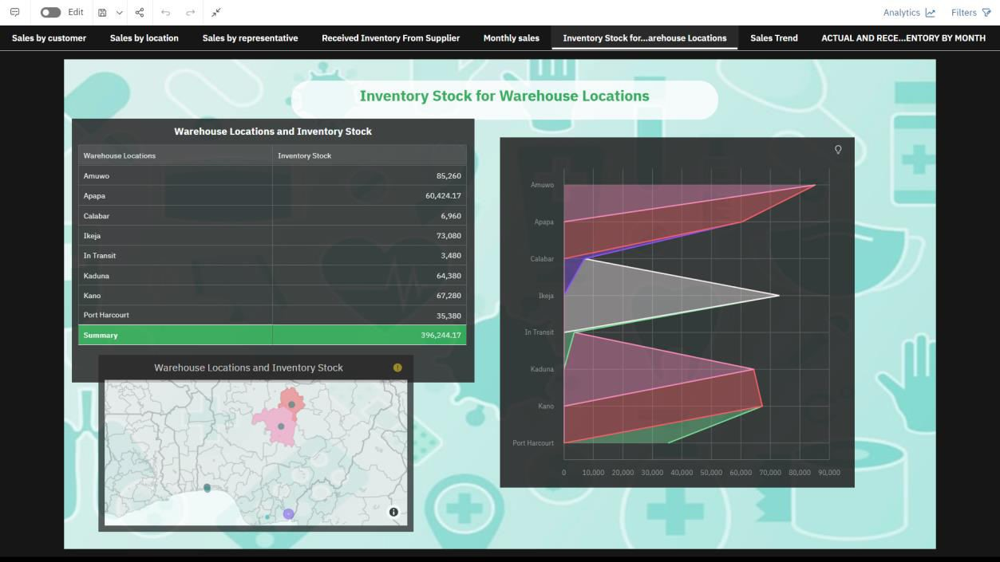 Edit
Analytics
Filters
Sales by customer
Sales by location
Sales by representative
Received Inventory From Supplier
Monthly sales
Inventory Stock for...arehouse Locations
Sales Trend
ACTUAL AND RECE...ENTORY BY MONTH
Inventory Stock for Warehouse Locations
Warehouse Locations and Inventory Stock
Warehouse Locations Inventory Stock
Amuwo 85,260
Apapa 60,424.17
Calabar 6,960
Ikeja 73,080
In Transit 3,480
Kaduna 64,380
Kano 67,280
Port Harcourt 35,380
Summary 396,244.17
Warehouse Locations and Inventory Stock
Amuwo
Apapa
Calabar
Ikeja
In Transit
Kaduna
Kano
Port Harcourt
0 10,000 20,000 30,000 40,000 50,000 60,000 70,000 80,000 90,000